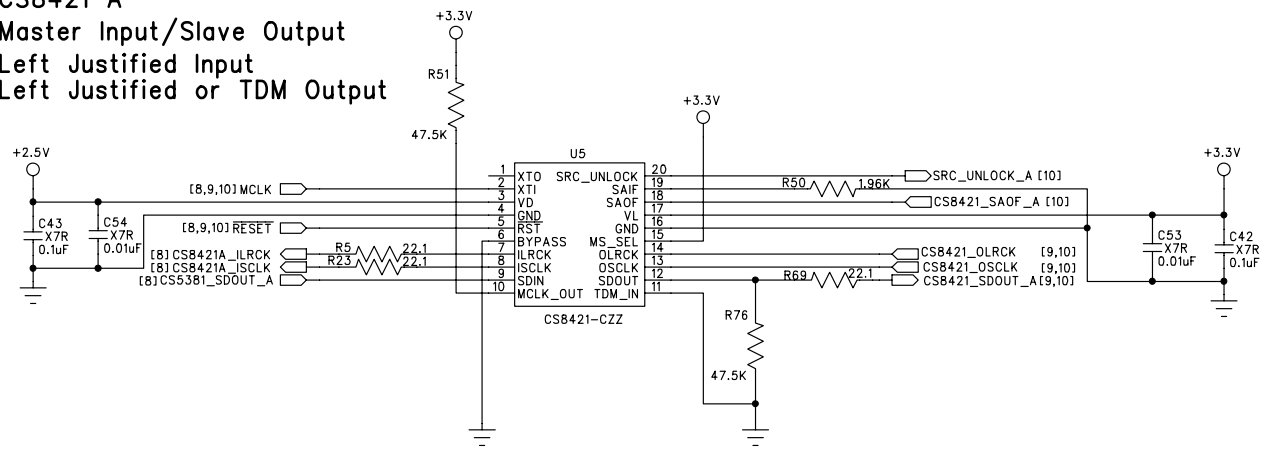 CS8421 A
Master Input/Slave Output
Left Justified Input
Left Justified or TDM Output
+3.3V
R51
47.5K
+3.3V
+2.5V
+3.3V
U5
1 XTO
2 XTI
3 VD
4 GND
5 RST
6 BYPASS
7 ILRCK
8 ISCLK
9 SDIN
10 MCLK_OUT
SRC_UNLOCK 20
SAIF 19
SAOF 18
VL 17
GND 16
MS_SEL 15
OLRCK 14
OSCLK 13
SDOUT 12
TDM_IN 11
CS8421-CZZ
[8,9,10] MCLK
[8,9,10] RESET
[8] CS8421A_ILRCK
R5 22.1
[8] CS8421A_ISCLK
R23 22.1
[8] CS5381_SDOUT_A
C43
X7R
0.1uF
C54
X7R
0.01uF
SRC_UNLOCK_A [10]
R50 1.96K
CS8421_SAOF_A [10]
CS8421_OLRCK [9,10]
CS8421_OSCLK [9,10]
R69 22.1
CS8421_SDOUT_A[9,10]
C53
X7R
0.01uF
C42
X7R
0.1uF
R76
47.5K